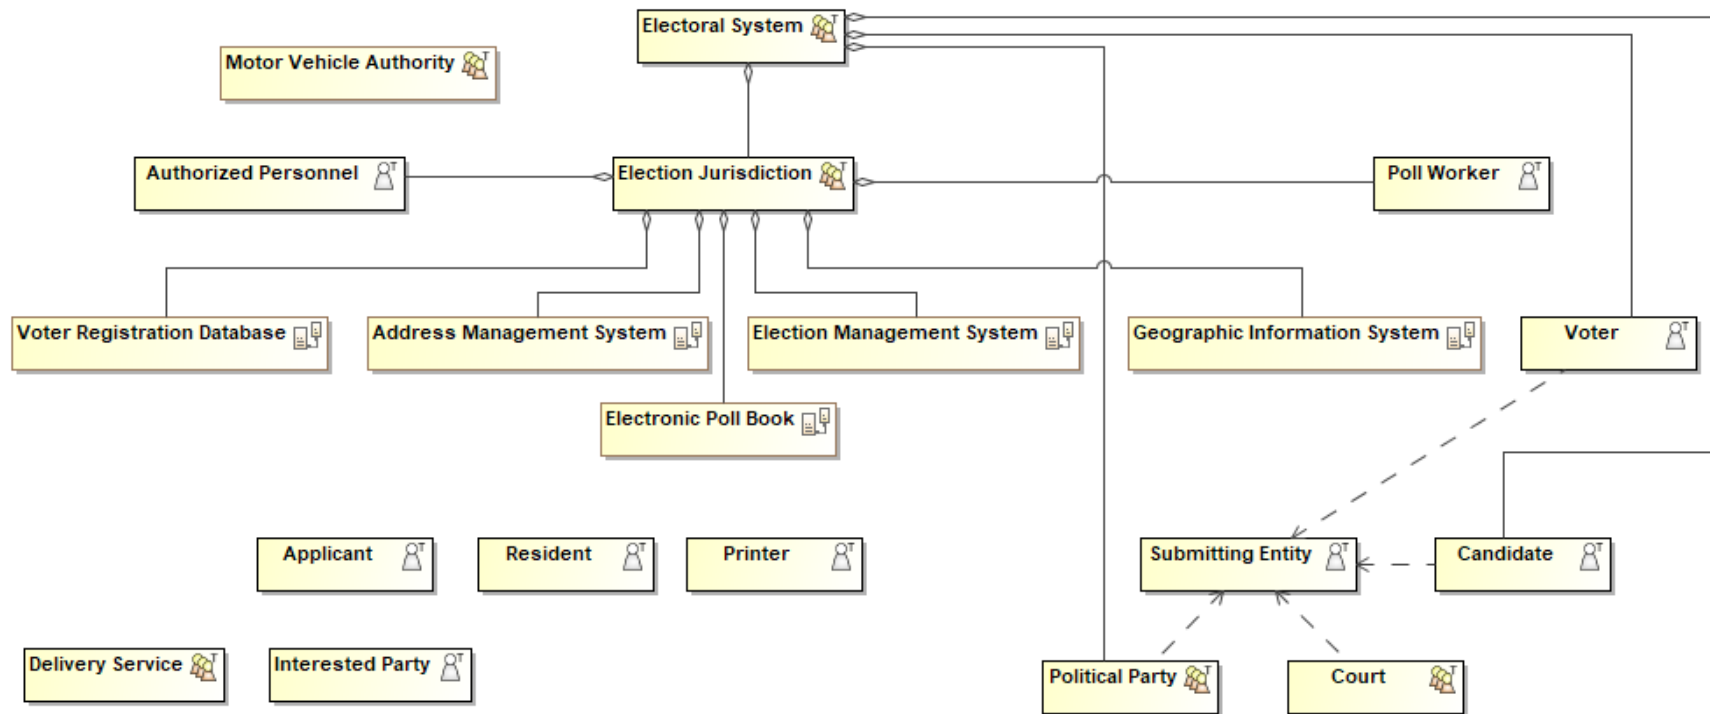 Electoral System
Motor Vehicle Authority
Authorized Personnel
Election Jurisdiction
Poll Worker
Voter Registration Database
Address Management System
Election Management System
Geographic Information System
Voter
Electronic Poll Book
Applicant
Resident
Printer
Submitting Entity
Candidate
Delivery Service
Interested Party
Political Party
Court